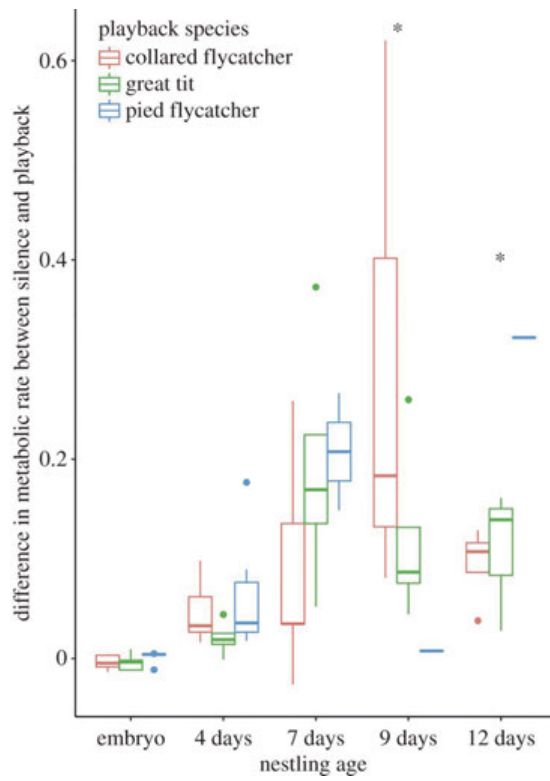 playback species
collared flycatcher
great tit
pied flycatcher
difference in metabolic rate between silence and playback
0.6
0.4
0.2
0
*
*
embryo 4 days 7 days 9 days 12 days
nestling age